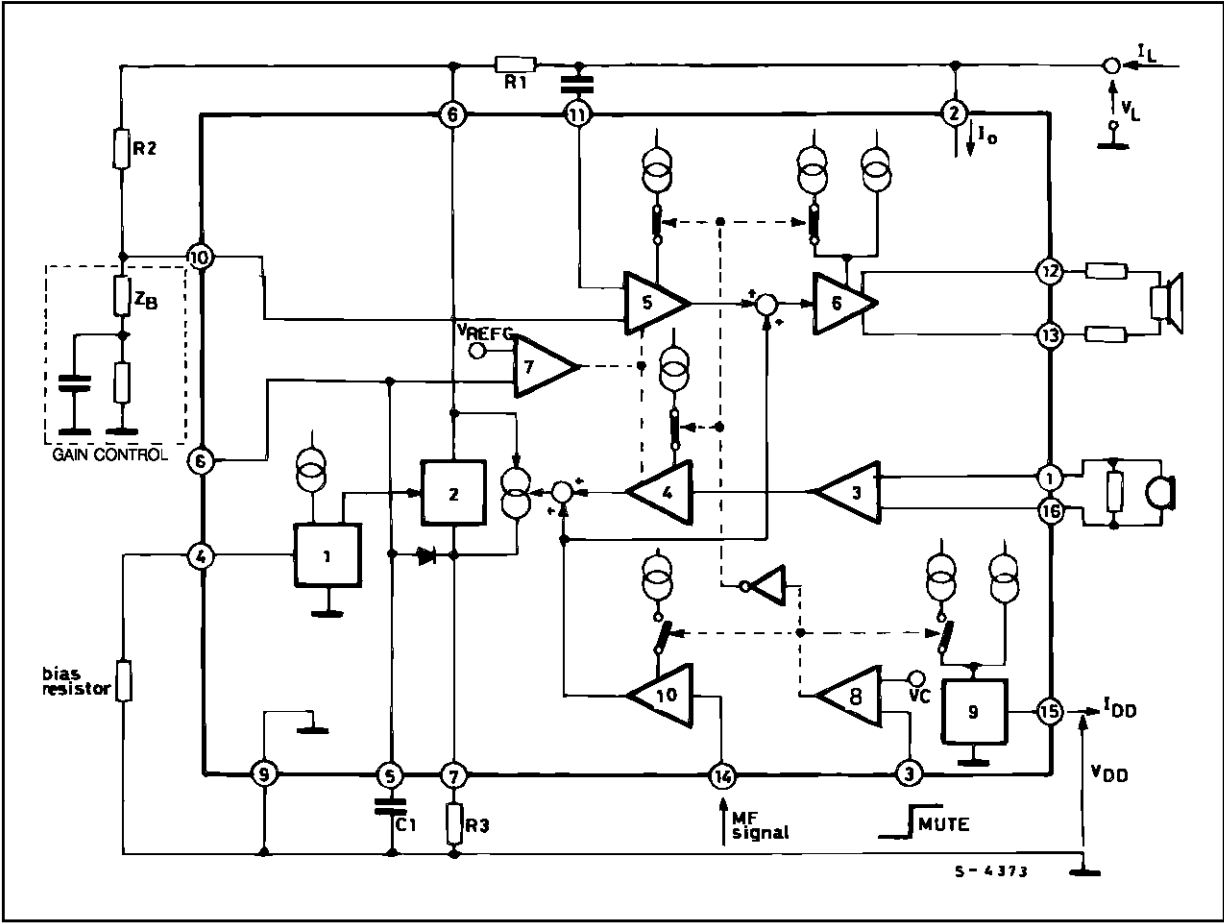 I_L
R1
6
11
2
V_L
I_o
R2
10
Z_B
5
+
+
6
12
13
V_REFG
7
GAIN CONTROL
6
2
+
+
4
3
1
16
4
1
bias
resistor
10
8
VC
9
15
I_DD
9
5
7
14
3
V_DD
C1
R3
MF
signal
MUTE
S-4373